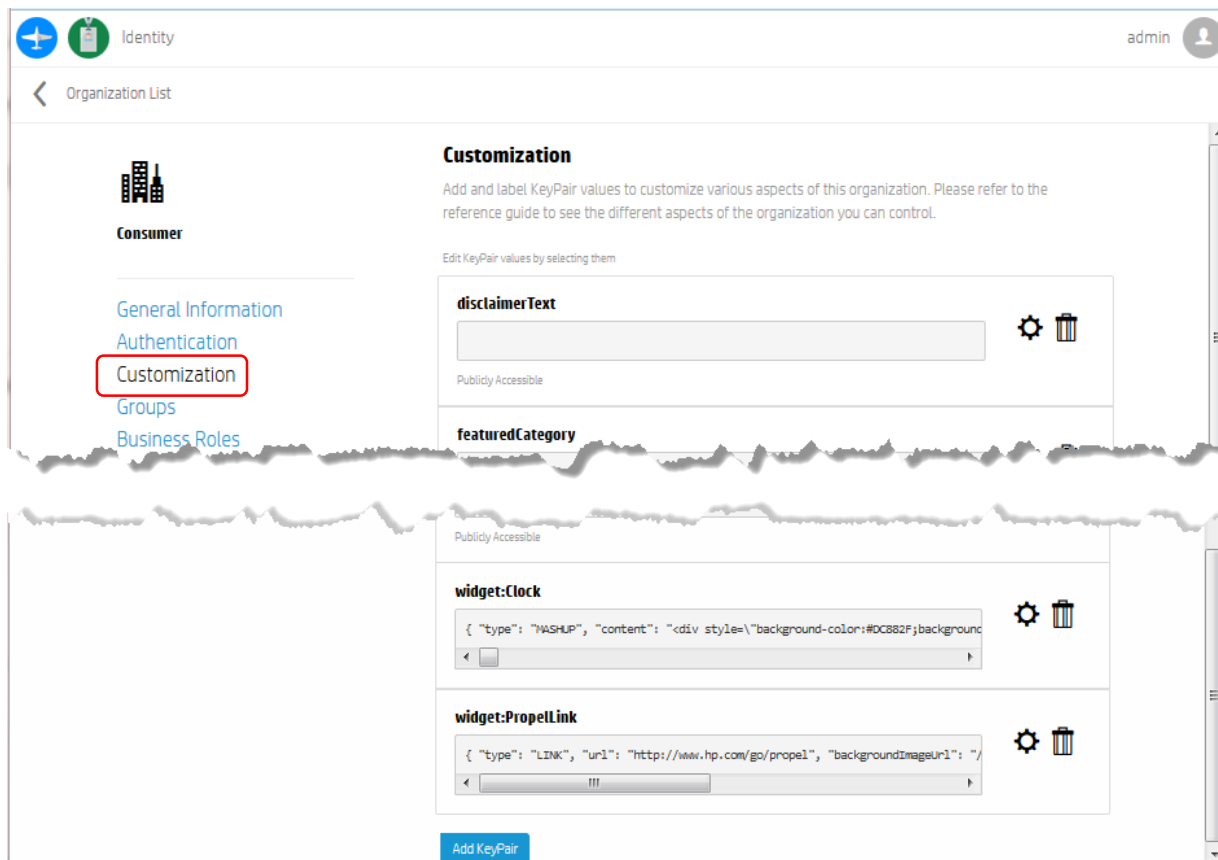 Identity
admin
Organization List
Consumer
General Information
Authentication
Customization
Groups
Business Roles
Customization
Add and label KeyPair values to customize various aspects of this organization. Please refer to the
reference guide to see the different aspects of the organization you can control.
Edit KeyPair values by selecting them
disclaimerText
Publicly Accessible
featuredCategory
Publicly Accessible
widget:Clock
{ "type": "MASHUP", "content": "<div style=\"background-color:#DC882F;background
widget:PropelLink
{ "type": "LINK", "url": "http://www.hp.com/go/propel", "backgroundImageUrl": "/
Add KeyPair